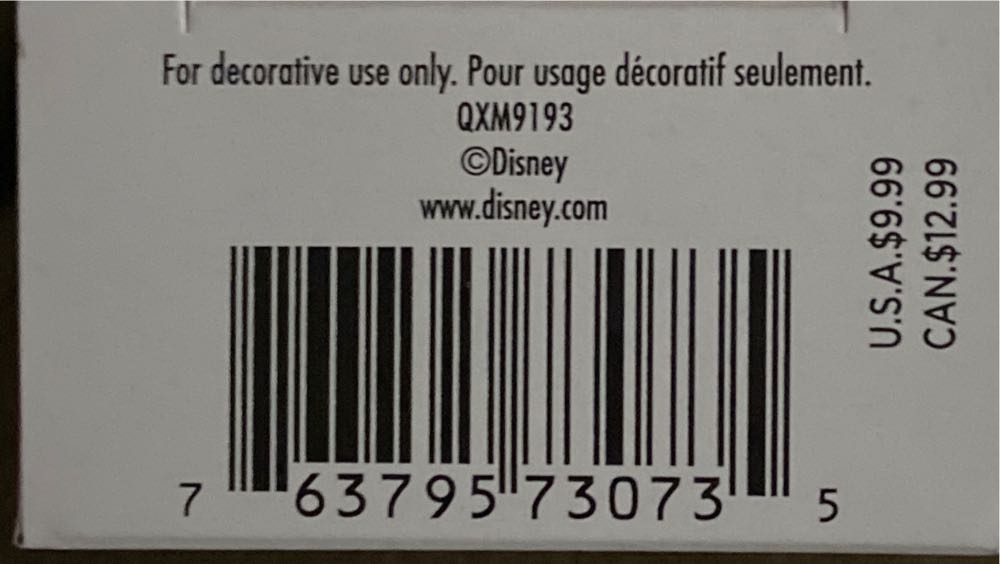 For decorative use only. Pour usage décoratif seulement.
QXM9193
©Disney
www.disney.com
U.S.A.$9.99
CAN.$12.99
7 63795 73073 5